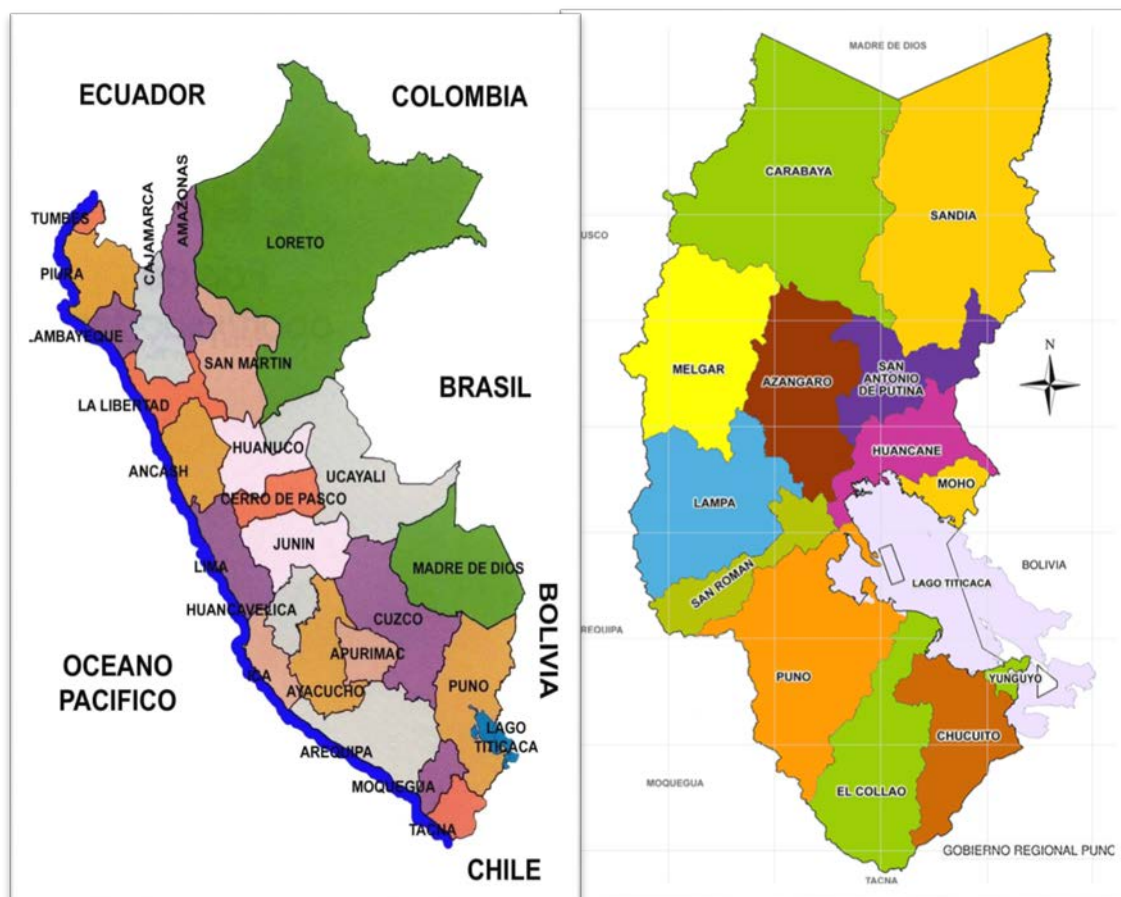 ECUADOR
COLOMBIA
TUMBES
CAJAMARCA
AMAZONAS
LORETO
PIURA
LAMBAYEQUE
SAN MARTIN
BRASIL
LA LIBERTAD
HUANUCO
ANCASH
UCAYALI
CERRO DE PASCO
JUNIN
LIMA
MADRE DE DIOS
HUANCAVELICA
CUZCO
BOLIVIA
OCEANO
PACIFICO
APURIMAC
ICA
AYACUCHO
PUNO
LAGO
TITICACA
AREQUIPA
MOQUEGUA
TACNA
CHILE
MADRE DE DIOS
CARABAYA
SANDIA
USCO
MELGAR
AZANGARO
SAN
ANTONIO
DE PUTINA
N
HUANCANE
MOHO
LAMPA
SAN ROMAN
LAGO TITICACA
BOLIVIA
REQUIPA
PUNO
YUNGUYO
CHUCUITO
MOQUEGUA
EL COLLAO
GOBIERNO REGIONAL PUNO
TACNA